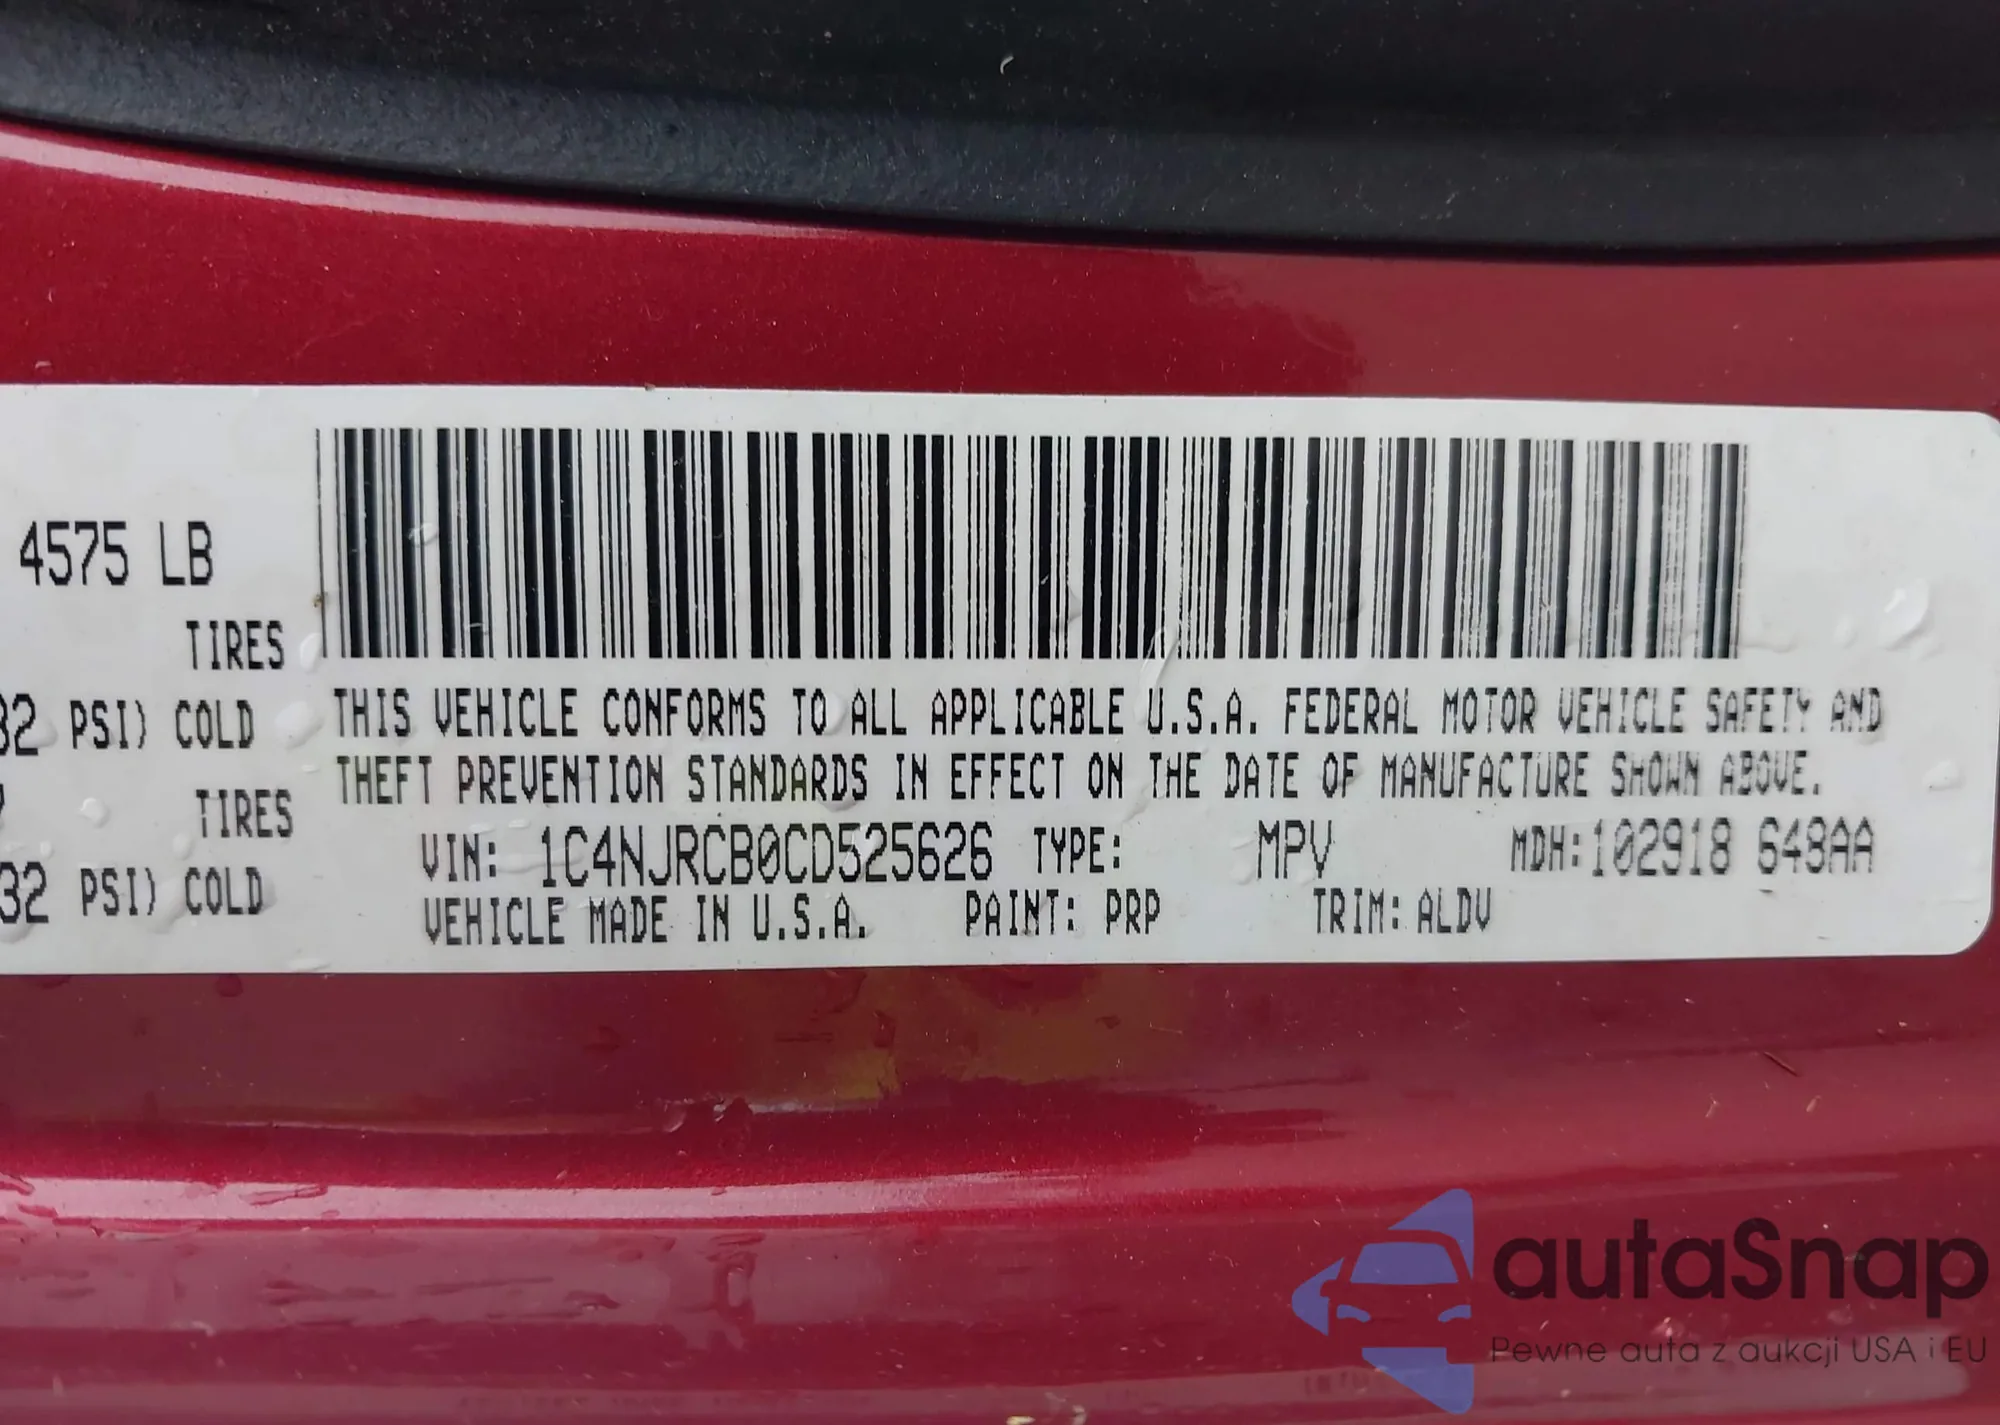 4575 LB
TIRES
32 PSI) COLD
TIRES
32 PSI) COLD
THIS VEHICLE CONFORMS TO ALL APPLICABLE U.S.A. FEDERAL MOTOR VEHICLE SAFETY AND
THEFT PREVENTION STANDARDS IN EFFECT ON THE DATE OF MANUFACTURE SHOWN ABOVE.
VIN: 1C4NJRCB0CD525626 TYPE: MPV MDH:102918 648AA
VEHICLE MADE IN U.S.A. PAINT: PRP TRIM: ALDV
autaSnap
Pewne auta z aukcji USA i EU